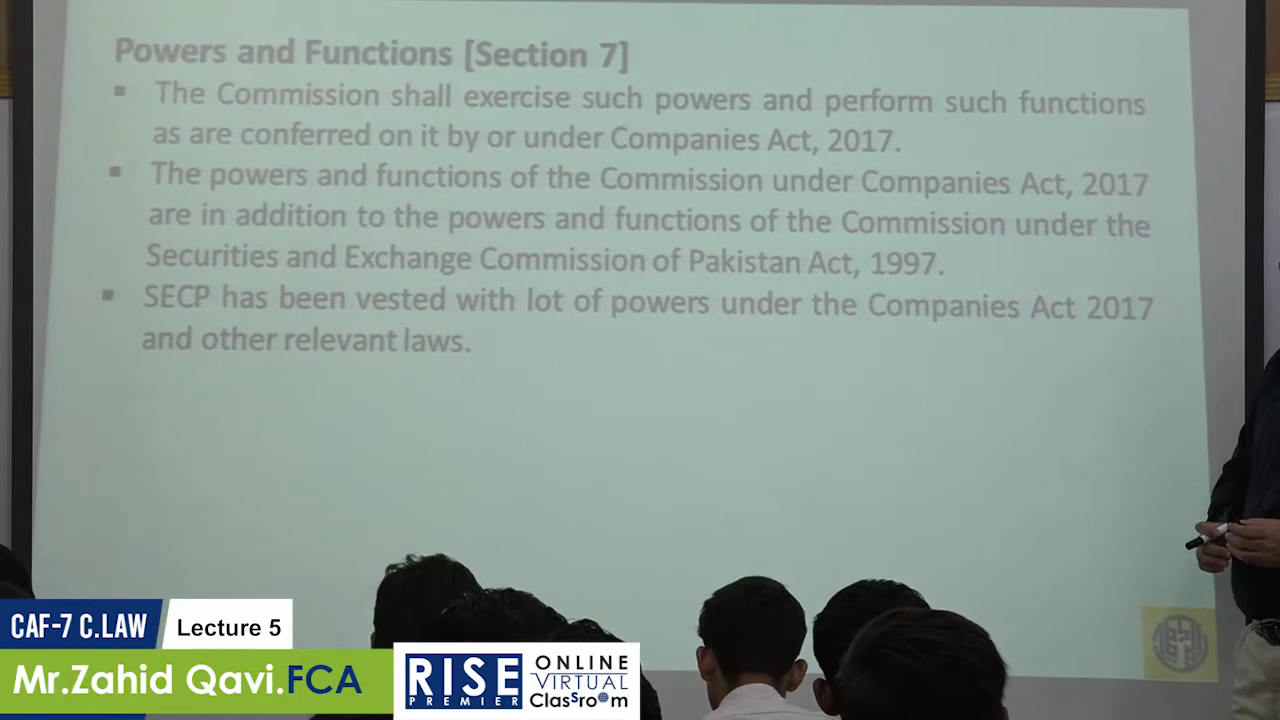 Powers and Functions [Section 7]
▪ The Commission shall exercise such powers and perform such functions
as are conferred on it by or under Companies Act, 2017.
▪ The powers and functions of the Commission under Companies Act, 2017
are in addition to the powers and functions of the Commission under the
Securities and Exchange Commission of Pakistan Act, 1997.
▪ SECP has been vested with lot of powers under the Companies Act 2017
and other relevant laws.
CAF-7 C.LAW
Lecture 5
Mr.Zahid Qavi.FCA
RISE
PREMIER
ONLINE
VIRTUAL
ClasSroom